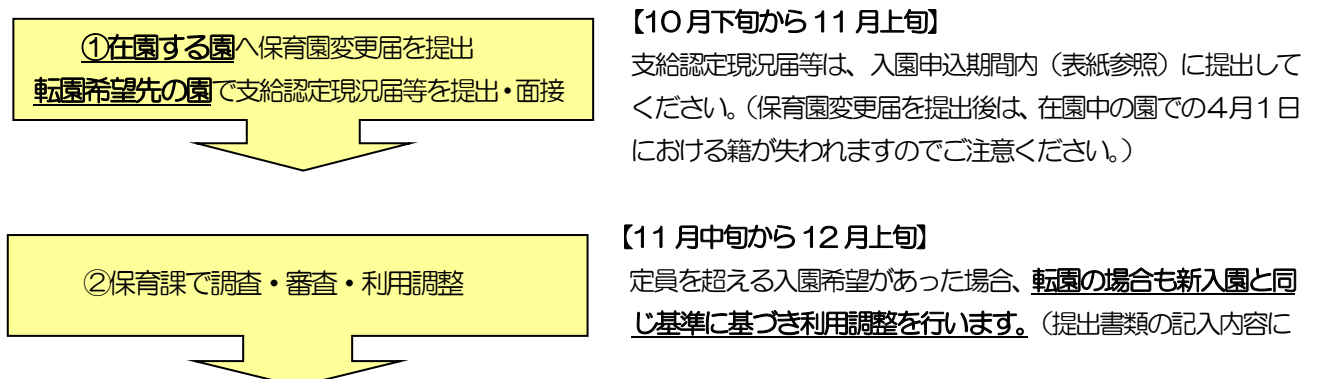 ①在園する園へ保育園変更届を提出
転園希望先の園で支給認定現況届等を提出・面接
【10月下旬から11月上旬】
支給認定現況届等は、入園申込期間内（表紙参照）に提出して
ください。（保育園変更届を提出後は、在園中の園での４月１日
における籍が失われますのでご注意ください。）
②保育課で調査・審査・利用調整
【11月中旬から12月上旬】
定員を超える入園希望があった場合、転園の場合も新入園と同
じ基準に基づき利用調整を行います。（提出書類の記入内容に